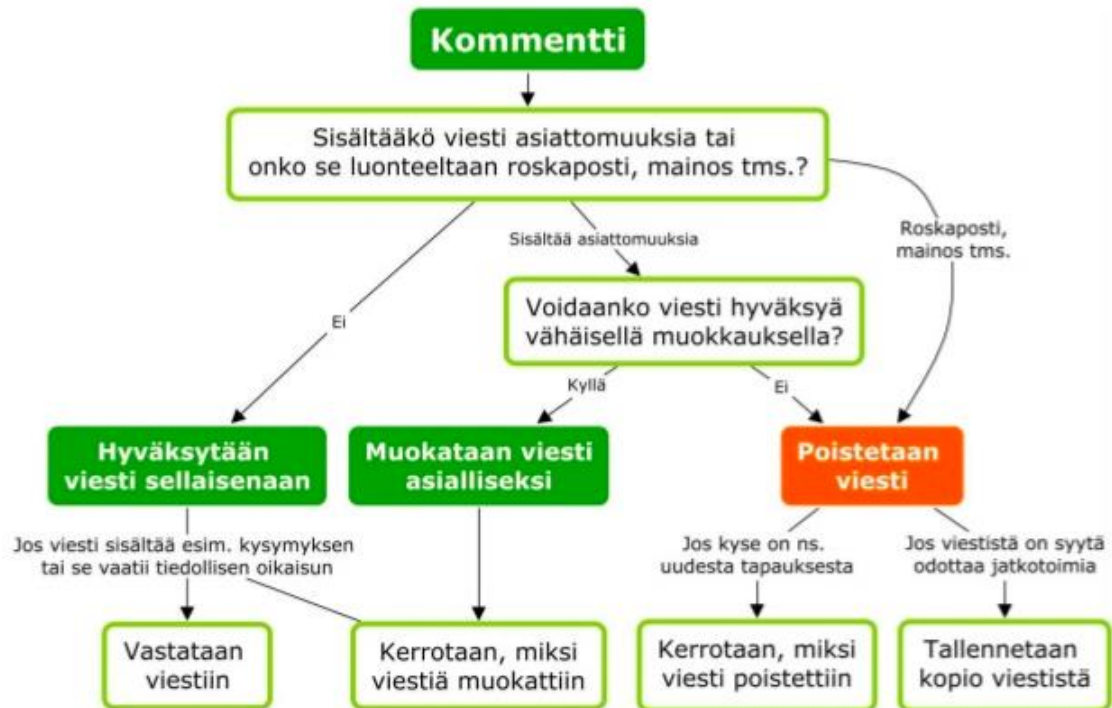 Kommentti
Sisältääkö viesti asiattomuuksia tai
onko se luonteeltaan roskaposti, mainos tms.?
Ei
Sisältää asiattomuuksia
Roskaposti,
mainos tms.
Voidaanko viesti hyväksyä
vähäisellä muokkauksella?
Kyllä
Ei
Hyväksytään
viesti sellaisenaan
Muokataan viesti
asialliseksi
Poistetaan
viesti
Jos viesti sisältää esim. kysymyksen
tai se vaatii tiedollisen oikaisun
Jos kyse on ns.
uudesta tapauksesta
Jos viestistä on syytä
odottaa jatkotoimia
Vastataan
viestiin
Kerrotaan, miksi
viestiä muokattiin
Kerrotaan, miksi
viesti poistettiin
Tallennetaan
kopio viestistä